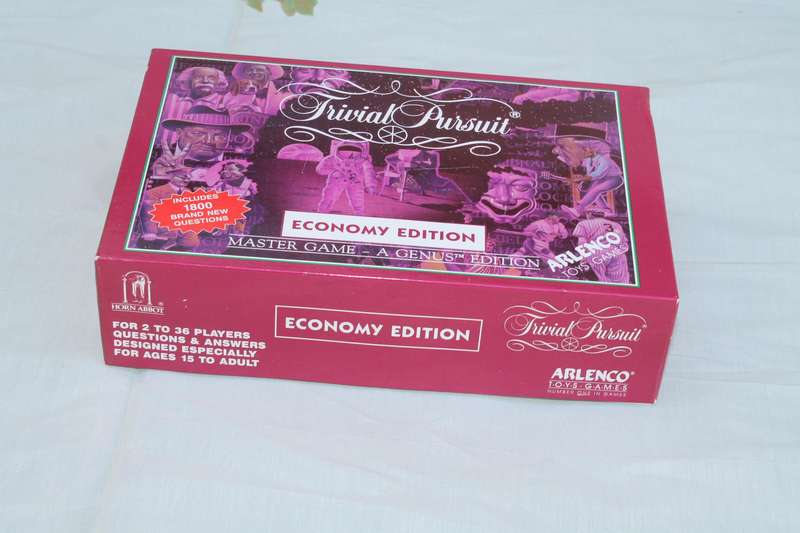 Trivial Pursuit®
INCLUDES
1800
BRAND NEW
QUESTIONS
ECONOMY EDITION
MASTER GAME – A GENUS™ EDITION
ARLENCO
TOYS·GAMES
HORN ABBOT®
FOR 2 TO 36 PLAYERS
QUESTIONS & ANSWERS
DESIGNED ESPECIALLY
FOR AGES 15 TO ADULT
ECONOMY EDITION
Trivial Pursuit®
ARLENCO®
T·O·Y·S·G·A·M·E·S
NUMBER ONE IN GAMES